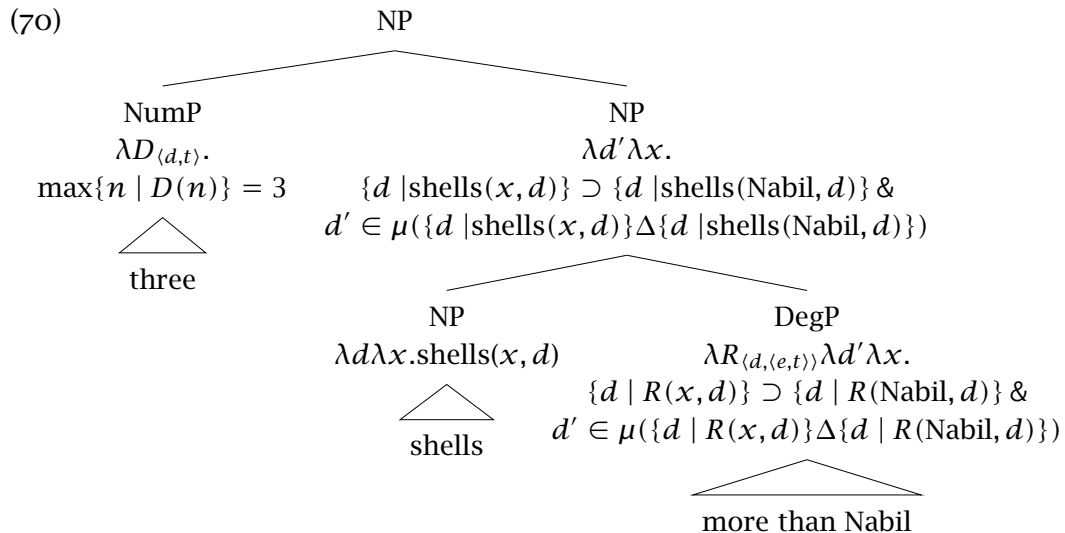 (70) NP
NumP NP
λD⟨d,t⟩. λd′λx.
max{n | D(n)} = 3 {d |shells(x, d)} ⊃ {d |shells(Nabil, d)} &
d′ ∈ μ({d |shells(x, d)}Δ{d |shells(Nabil, d)})
three
NP DegP
λdλx.shells(x, d) λR⟨d,⟨e,t⟩⟩λd′λx.
{d | R(x, d)} ⊃ {d | R(Nabil, d)} &
shells d′ ∈ μ({d | R(x, d)}Δ{d | R(Nabil, d)})
more than Nabil